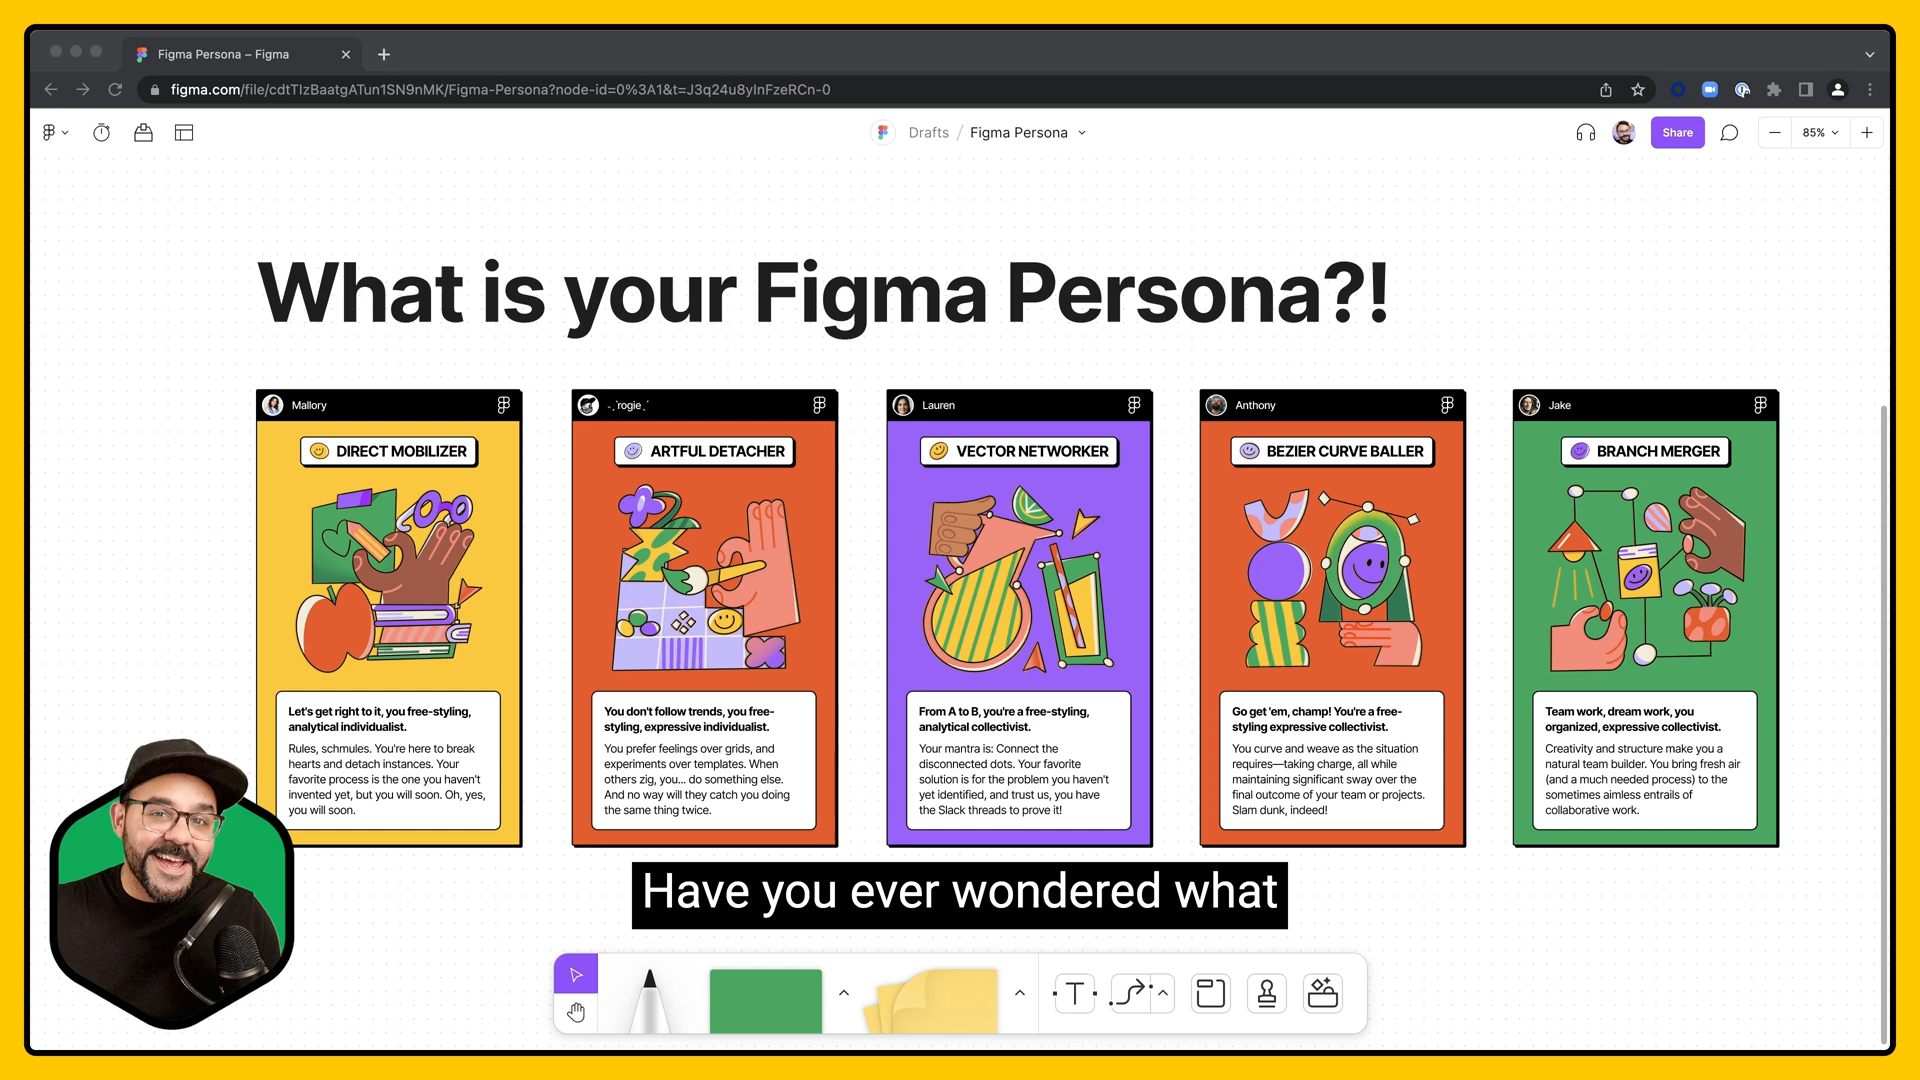 Figma Persona – Figma
figma.com/file/cdtTIzBaatgATun1SN9nMK/Figma-Persona?node-id=0%3A1&t=J3q24u8yInFzeRCn-0
Drafts / Figma Persona
Share
85%
What is your Figma Persona?!
Mallory
DIRECT MOBILIZER
Let's get right to it, you free-styling,
analytical individualist.
Rules, schmules. You're here to break
hearts and detach instances. Your
favorite process is the one you haven't
invented yet, but you will soon. Oh, yes,
you will soon.
- ̗̀ rogie ̖́
ARTFUL DETACHER
You don't follow trends, you free-
styling, expressive individualist.
You prefer feelings over grids, and
experiments over templates. When
others zig, you... do something else.
And no way will they catch you doing
the same thing twice.
Lauren
VECTOR NETWORKER
From A to B, you're a free-styling,
analytical collectivist.
Your mantra is: Connect the
disconnected dots. Your favorite
solution is for the problem you haven't
yet identified, and trust us, you have
the Slack threads to prove it!
Anthony
BEZIER CURVE BALLER
Go get 'em, champ! You're a free-
styling expressive collectivist.
You curve and weave as the situation
requires—taking charge, all while
maintaining significant sway over the
final outcome of your team or projects.
Slam dunk, indeed!
Jake
BRANCH MERGER
Team work, dream work, you
organized, expressive collectivist.
Creativity and structure make you a
natural team builder. You bring fresh air
(and a much needed process) to the
sometimes aimless entrails of
collaborative work.
Have you ever wondered what
T